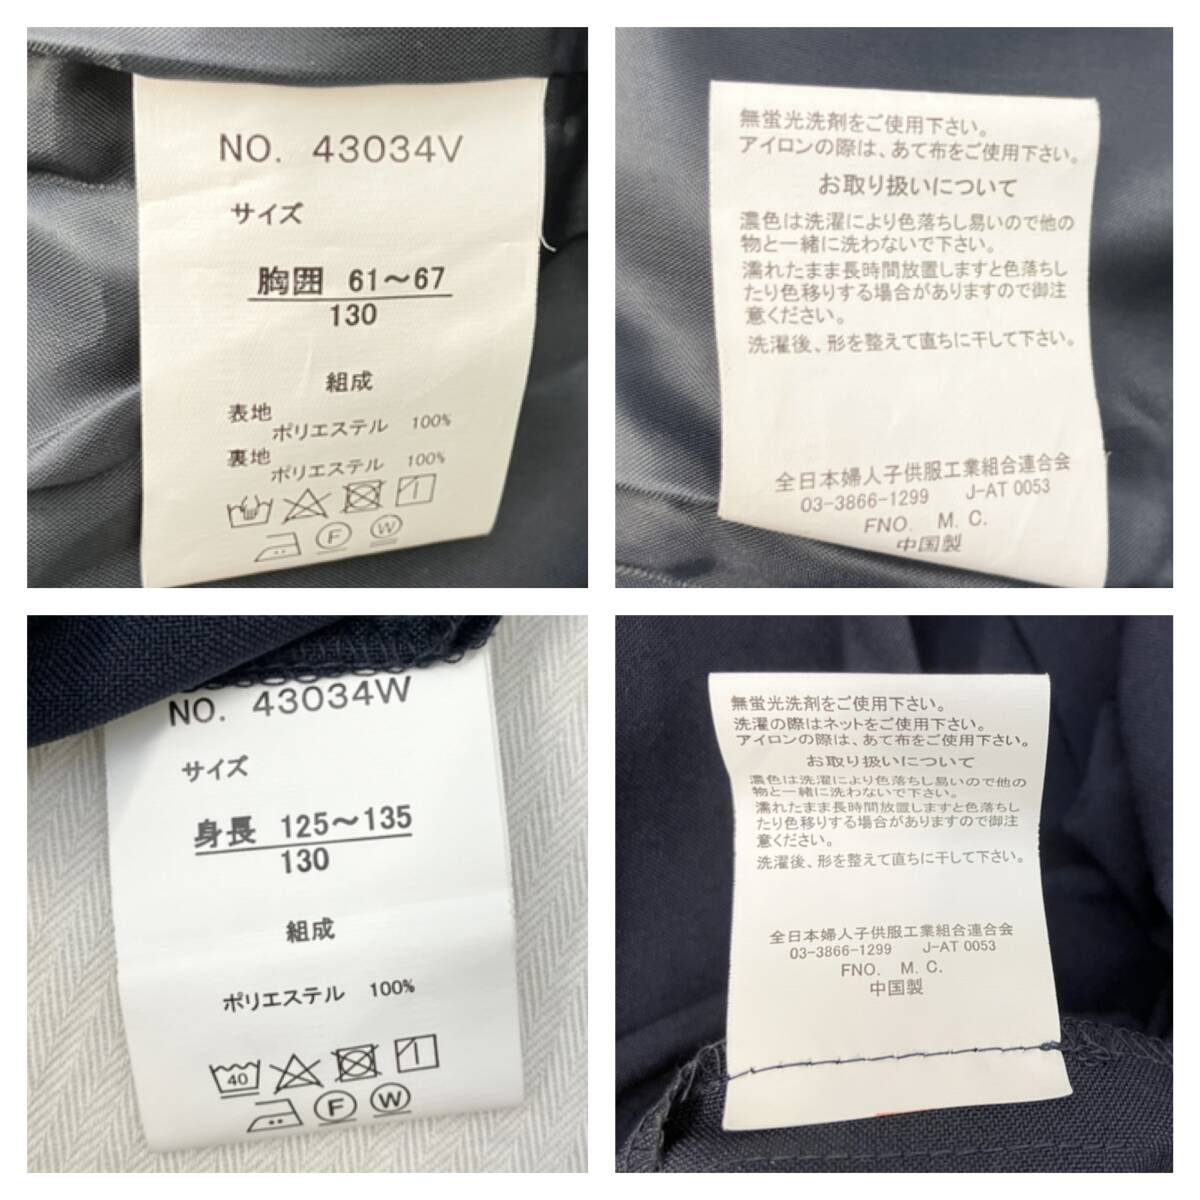 NO. 43034V
サイズ
胸囲 61～67
130
組成
表地
ポリエステル 100%
裏地
ポリエステル 100%
F W
無蛍光洗剤をご使用下さい。
アイロンの際は、あて布をご使用下さい。
お取り扱いについて
濃色は洗濯により色落ちし易いので他の
物と一緒に洗わないで下さい。
濡れたまま長時間放置しますと色落ちし
たり色移りする場合がありますので御注
意ください。
洗濯後、形を整えて直ちに干して下さい。
全日本婦人子供服工業組合連合会
03-3866-1299 J-AT 0053
FNO. M. C.
中国製
NO. 43034W
サイズ
身長 125～135
130
組成
ポリエステル 100%
40
F W
無蛍光洗剤をご使用下さい。
洗濯の際はネットをご使用下さい。
アイロンの際は、あて布をご使用下さい。
お取り扱いについて
濃色は洗濯により色落ちし易いので他の
物と一緒に洗わないで下さい。
濡れたまま長時間放置しますと色落ちし
たり色移りする場合がありますので御注
意ください。
洗濯後、形を整えて直ちに干して下さい。
全日本婦人子供服工業組合連合会
03-3866-1299 J-AT 0053
FNO. M. C.
中国製